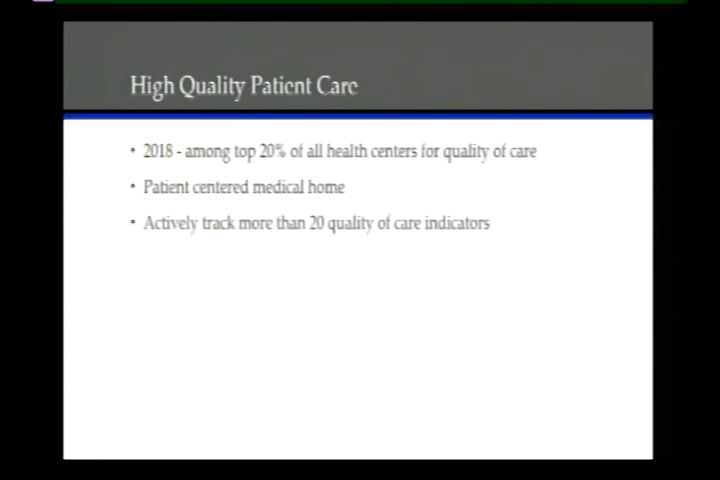 High Quality Patient Care
• 2018 - among top 20% of all health centers for quality of care
• Patient centered medical home
• Actively track more than 20 quality of care indicators